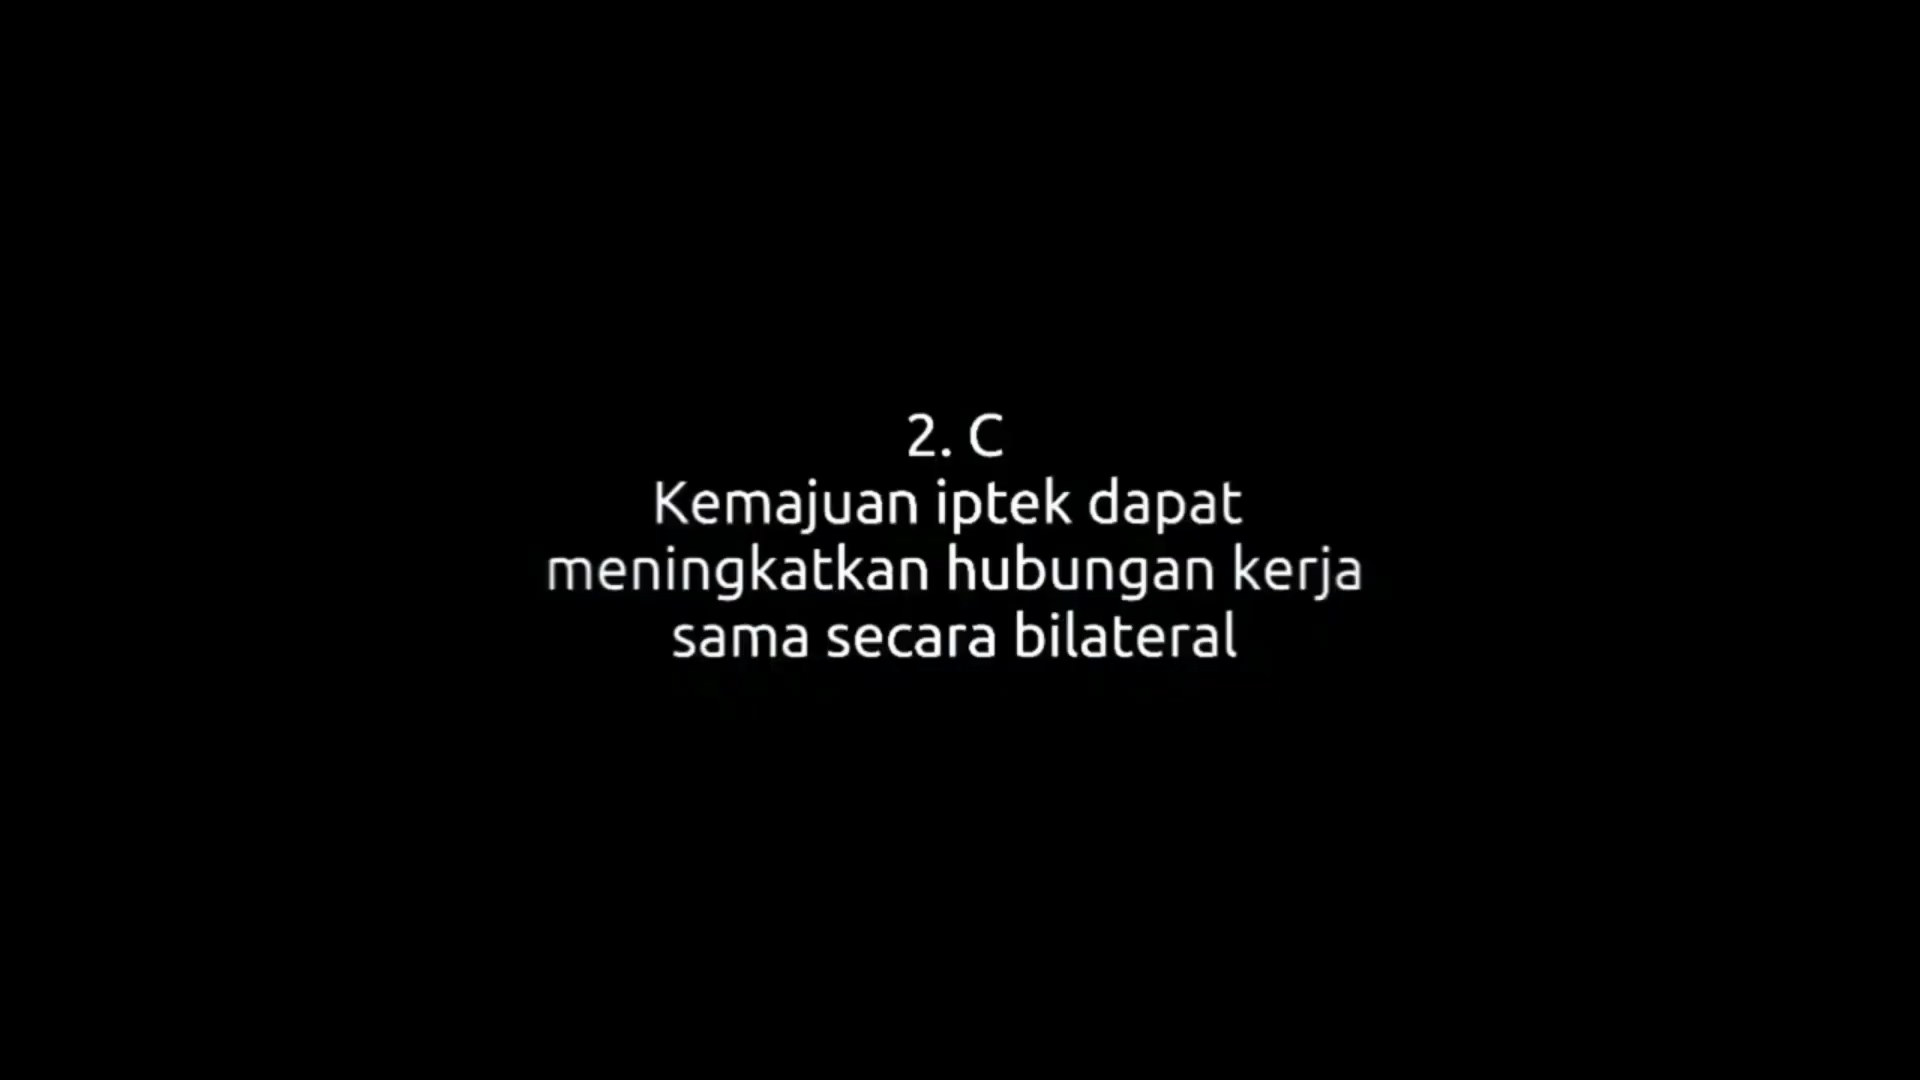 2. C
Kemajuan iptek dapat
meningkatkan hubungan kerja
sama secara bilateral